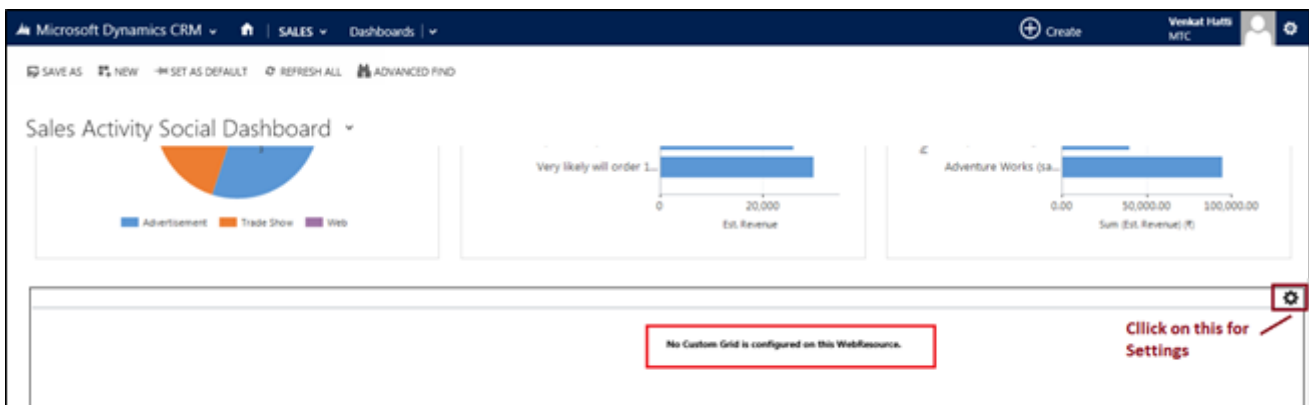 Microsoft Dynamics CRM | SALES Dashboards |
Create
Venkat Hatti
MTC
SAVE AS NEW SET AS DEFAULT REFRESH ALL ADVANCED FIND
Sales Activity Social Dashboard
Advertisement Trade Show Web
Very likely will order 1...
0 20,000
Est. Revenue
Adventure Works (sa...
0.00 50,000.00 100,000.00
Sum (Est. Revenue) (₹)
No Custom Grid is configured on this WebResource.
Cllick on this for
Settings